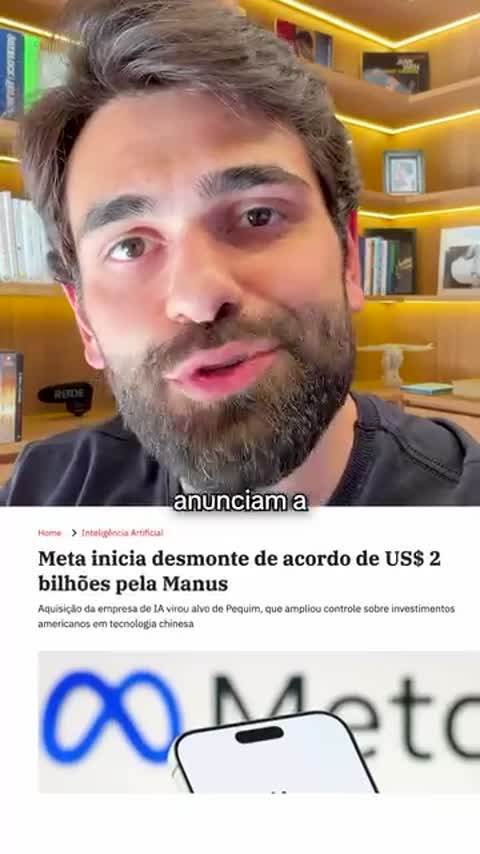 RØDE
anunciam a
Home > Inteligência Artificial
Meta inicia desmonte de acordo de US$ 2
bilhões pela Manus
Aquisição da empresa de IA virou alvo de Pequim, que ampliou controle sobre investimentos
americanos em tecnologia chinesa
Meta